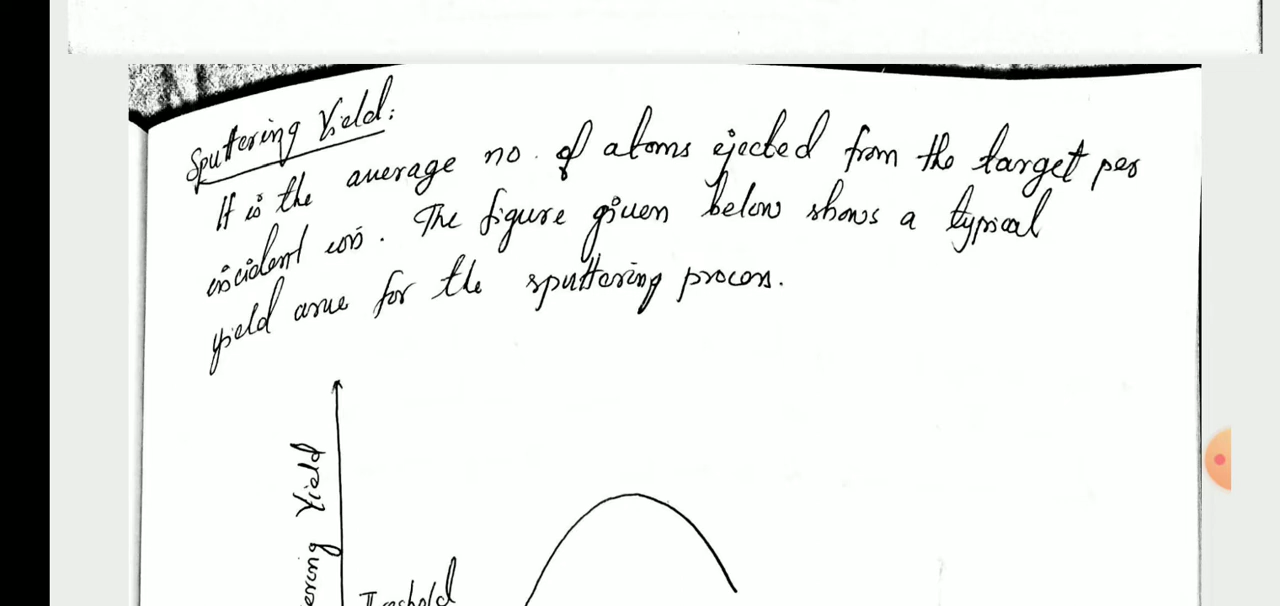 Sputtering Yield:
It is the average no. of atoms ejected from the target per
incident ion. The figure given below shows a typical
yield curve for the sputtering process.
Yield
Threshold